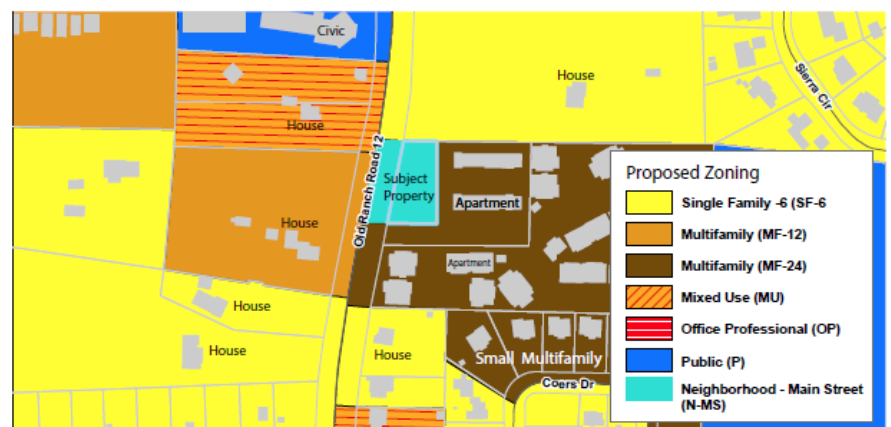 Civic
House
House
Sierra Cir
Old Ranch Road 12
Subject
Property
Apartment
House
Apartment
House
House
House
Small Multifamily
Coers Dr
Proposed Zoning
Single Family -6 (SF-6
Multifamily (MF-12)
Multifamily (MF-24)
Mixed Use (MU)
Office Professional (OP)
Public (P)
Neighborhood - Main Street
(N-MS)